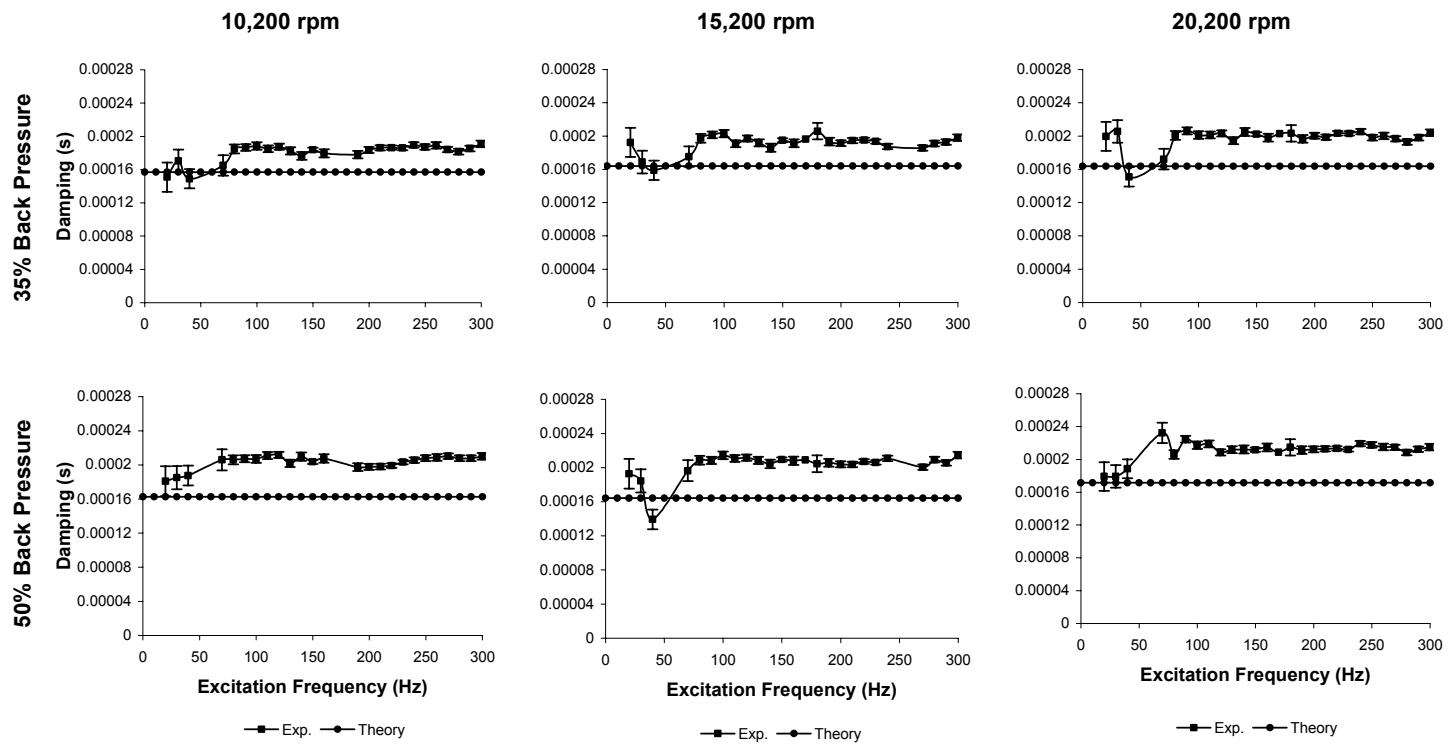 10,200 rpm
15,200 rpm
20,200 rpm
35% Back Pressure
Damping (s)
0.00028
0.00024
0.0002
0.00016
0.00012
0.00008
0.00004
0
0 50 100 150 200 250 300
0.00028
0.00024
0.0002
0.00016
0.00012
0.00008
0.00004
0
0 50 100 150 200 250 300
0.00028
0.00024
0.0002
0.00016
0.00012
0.00008
0.00004
0
0 50 100 150 200 250 300
50% Back Pressure
Damping (s)
0.00028
0.00024
0.0002
0.00016
0.00012
0.00008
0.00004
0
0 50 100 150 200 250 300
Excitation Frequency (Hz)
Exp. Theory
0.00028
0.00024
0.0002
0.00016
0.00012
0.00008
0.00004
0
0 50 100 150 200 250 300
Excitation Frequency (Hz)
Exp. Theory
0.00028
0.00024
0.0002
0.00016
0.00012
0.00008
0.00004
0
0 50 100 150 200 250 300
Excitation Frequency (Hz)
Exp. Theory